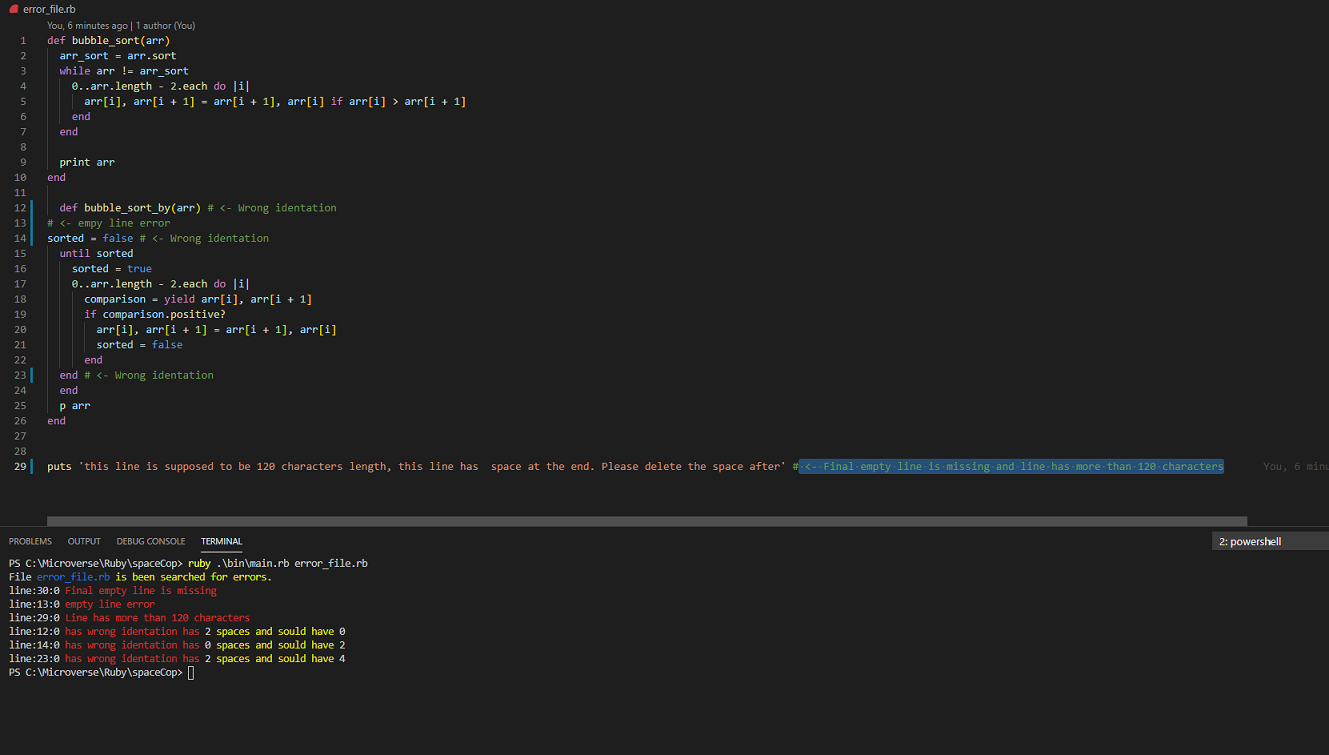 error_file.rb
You, 6 minutes ago | 1 author (You)
1 def bubble_sort(arr)
2 arr_sort = arr.sort
3 while arr != arr_sort
4 0..arr.length - 2.each do |i|
5 arr[i], arr[i + 1] = arr[i + 1], arr[i] if arr[i] > arr[i + 1]
6 end
7 end
8
9 print arr
10 end
11
12 def bubble_sort_by(arr) # <- Wrong identation
13 # <- empy line error
14 sorted = false # <- Wrong identation
15 until sorted
16 sorted = true
17 0..arr.length - 2.each do |i|
18 comparison = yield arr[i], arr[i + 1]
19 if comparison.positive?
20 arr[i], arr[i + 1] = arr[i + 1], arr[i]
21 sorted = false
22 end
23 end # <- Wrong identation
24 end
25 p arr
26 end
27
28
29 puts 'this line is supposed to be 120 characters length, this line has  space at the end. Please delete the space after' # <- Final empty line is missing and line has more than 120 characters You, 6 minu
PROBLEMS OUTPUT DEBUG CONSOLE TERMINAL 2: powershell
PS C:\Microverse\Ruby\spaceCop> ruby .\bin\main.rb error_file.rb
File error_file.rb is been searched for errors.
line:30:0 Final empty line is missing
line:13:0 empty line error
line:29:0 Line has more than 120 characters
line:12:0 has wrong identation has 2 spaces and sould have 0
line:14:0 has wrong identation has 0 spaces and sould have 2
line:23:0 has wrong identation has 2 spaces and sould have 4
PS C:\Microverse\Ruby\spaceCop>